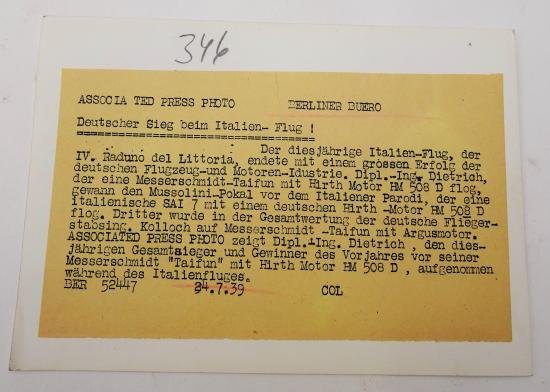 346
ASSOCIA TED PRESS PHOTO BERLINER BUERO
Deutscher Sieg beim Italien- Flug !
===================================
Der diesjährige Italien-Flug, der
IV. Raduno del Littoria, endete mit einem grossen Erfolg der
deutschen Flugzeug-und Motoren-Idustrie. Dipl.-Ing. Dietrich,
der eine Messerschmidt-Taifun mit Hirth Motor HM 508 D flog,
gewann den Mussolini-Pokal vor dem Italiener Parodi, der eine
Italienische SAI 7 mit einem deutschen Hirth -Motor HM 508 D
flog. Dritter wurde in der Gesamtwertung der deutsche Flieger-
stabsing. Kolloch auf Messerschmidt -Taifun mit Argusmotor.
ASSOCIATED PRESS PHOTO zeigt Dipl.-Ing. Dietrich , den dies-
jährigen Gesamtsieger und Gewinner des Vorjahres vor seiner
Messerschmidt "Taifun" mit Hirth Motor HM 508 D , aufgenommen
während des Italienfluges.
BER 52447 24.7.39 COL